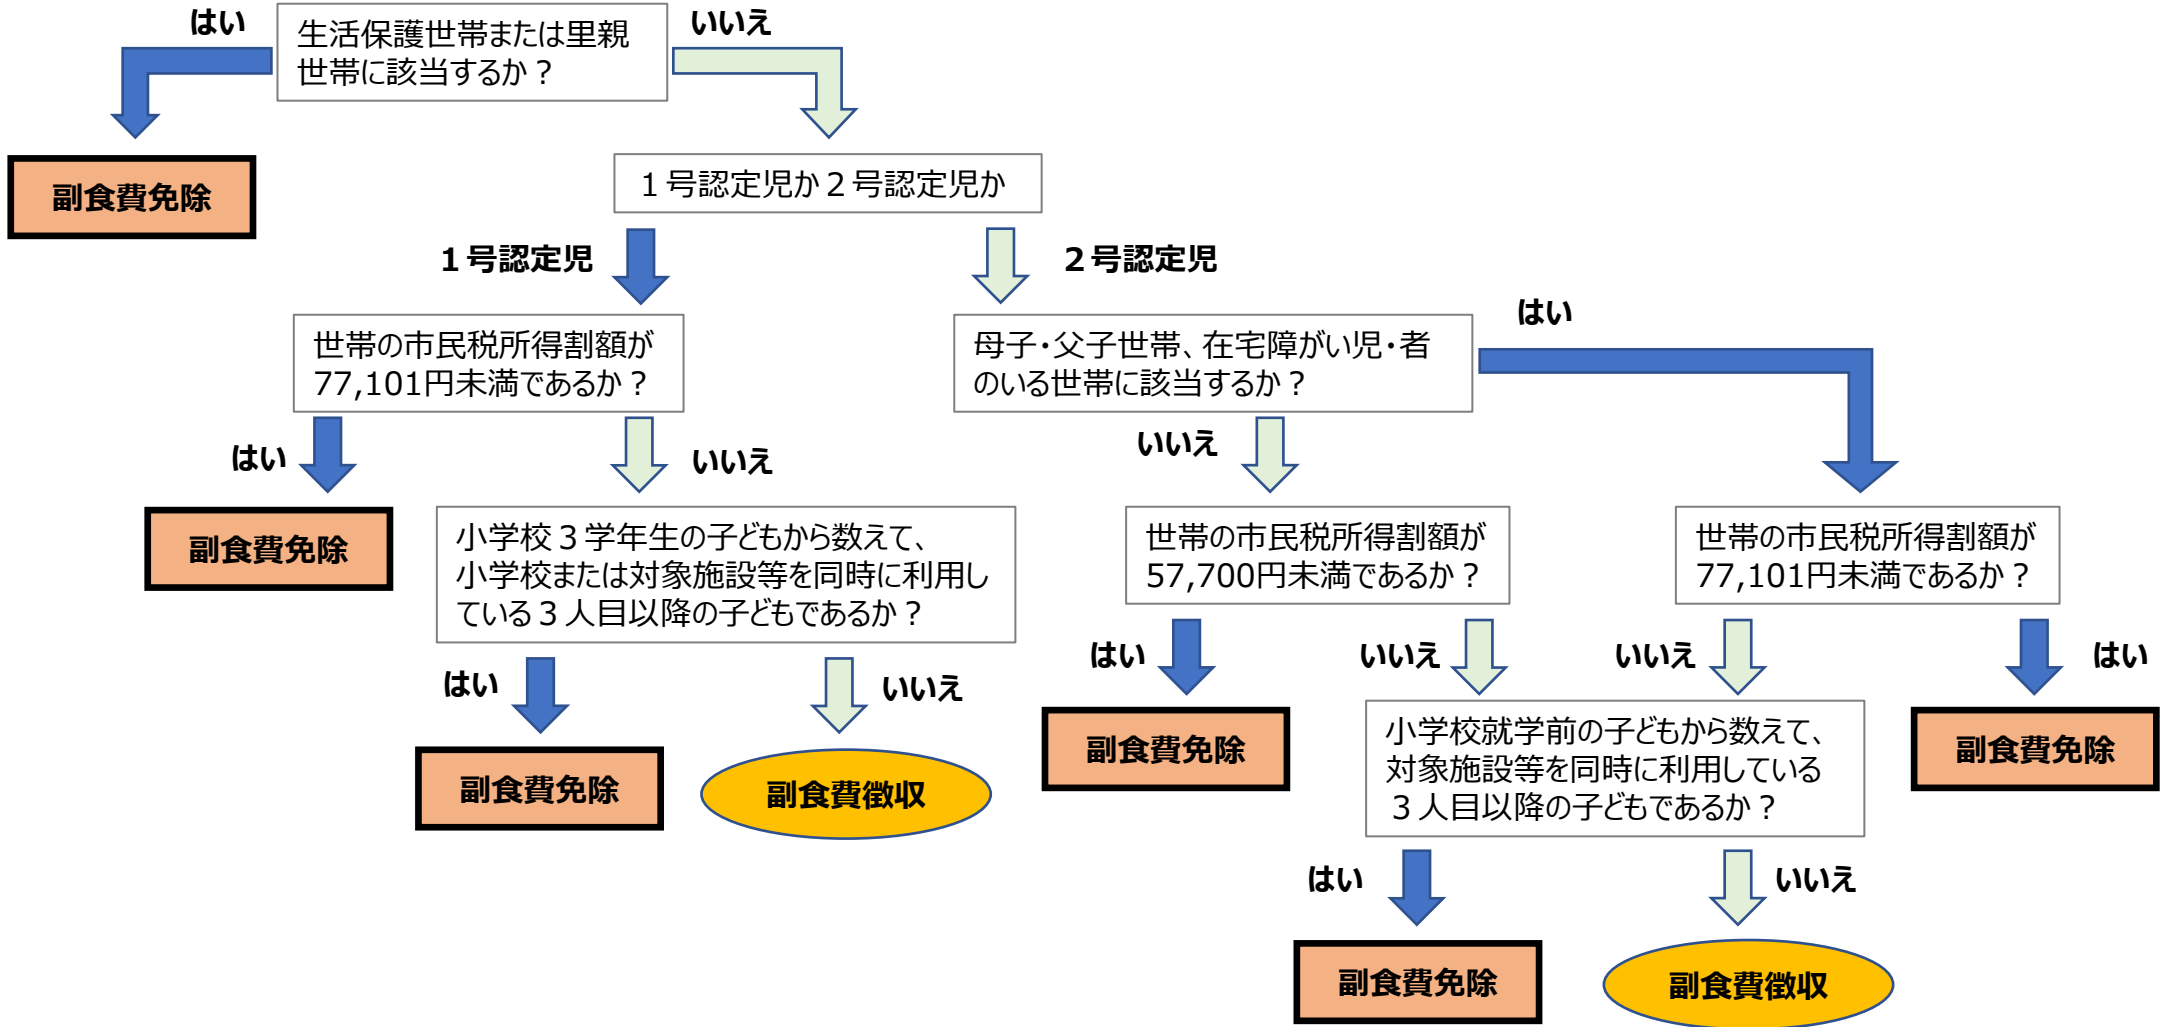 はい
生活保護世帯または里親
世帯に該当するか？
いいえ
副食費免除
１号認定児か２号認定児か
１号認定児
２号認定児
世帯の市民税所得割額が
77,101円未満であるか？
母子・父子世帯、在宅障がい児・者
のいる世帯に該当するか？
はい
はい
いいえ
いいえ
副食費免除
小学校３学年生の子どもから数えて、
小学校または対象施設等を同時に利用し
ている３人目以降の子どもであるか？
世帯の市民税所得割額が
57,700円未満であるか？
世帯の市民税所得割額が
77,101円未満であるか？
はい
いいえ
はい
いいえ
いいえ
はい
副食費免除
副食費徴収
副食費免除
小学校就学前の子どもから数えて、
対象施設等を同時に利用している
３人目以降の子どもであるか？
副食費免除
はい
いいえ
副食費免除
副食費徴収